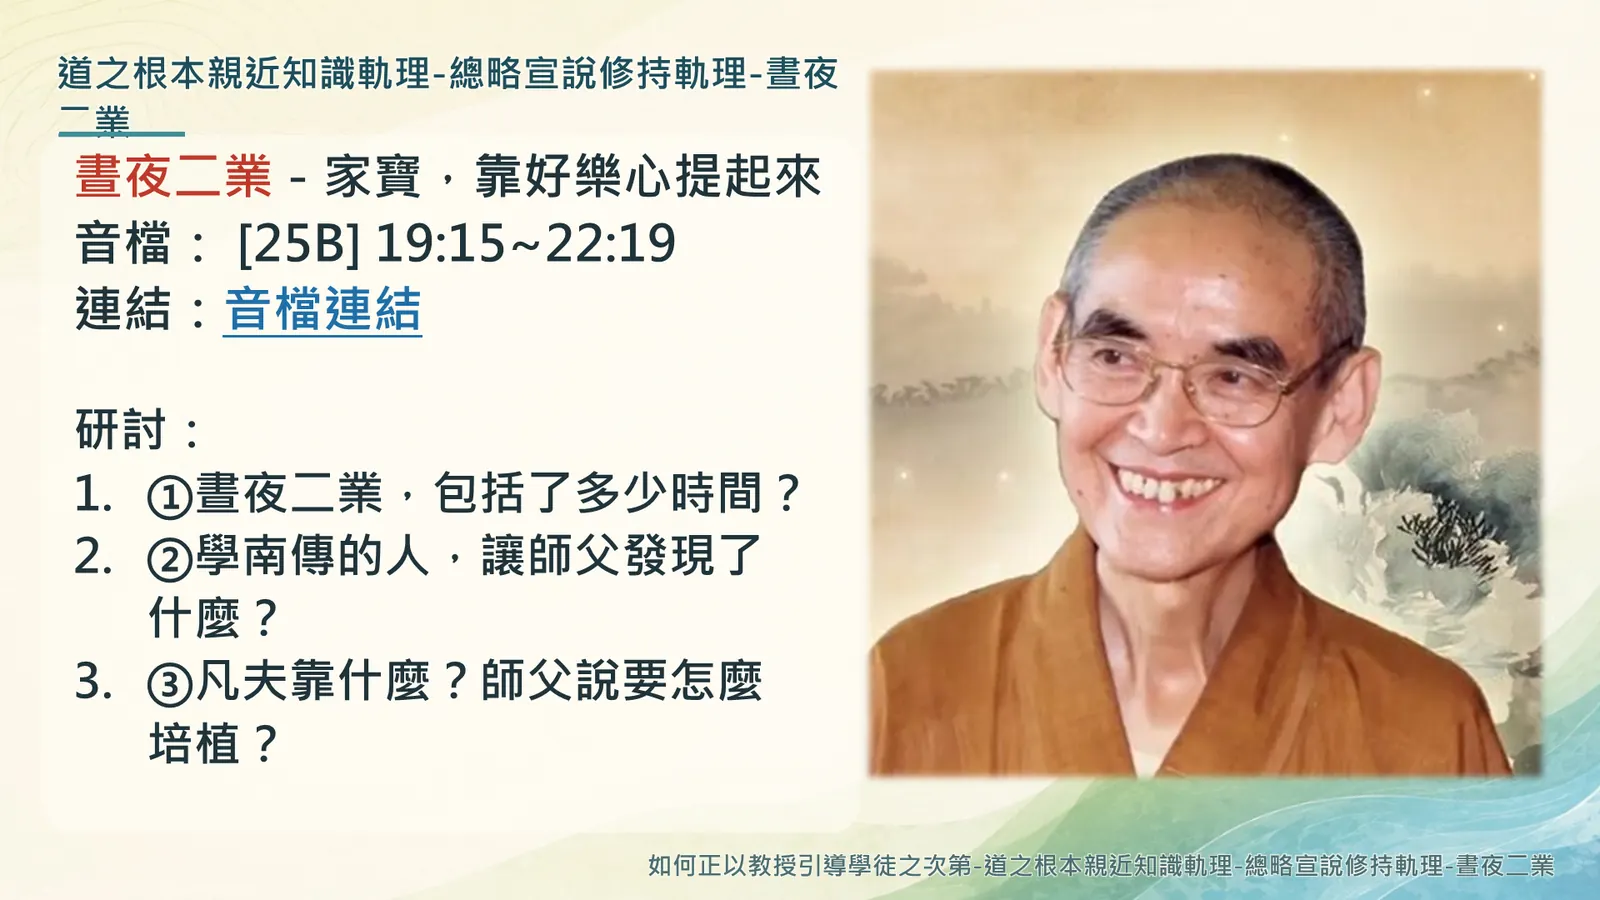 道之根本親近知識軌理-總略宣說修持軌理-晝夜
二業
晝夜二業 - 家寶，靠好樂心提起來
音檔： [25B] 19:15~22:19
連結：音檔連結
研討：
1. ①晝夜二業，包括了多少時間？
2. ②學南傳的人，讓師父發現了
什麼？
3. ③凡夫靠什麼？師父說要怎麼
培植？
如何正以教授引導學徒之次第-道之根本親近知識軌理-總略宣說修持軌理-晝夜二業